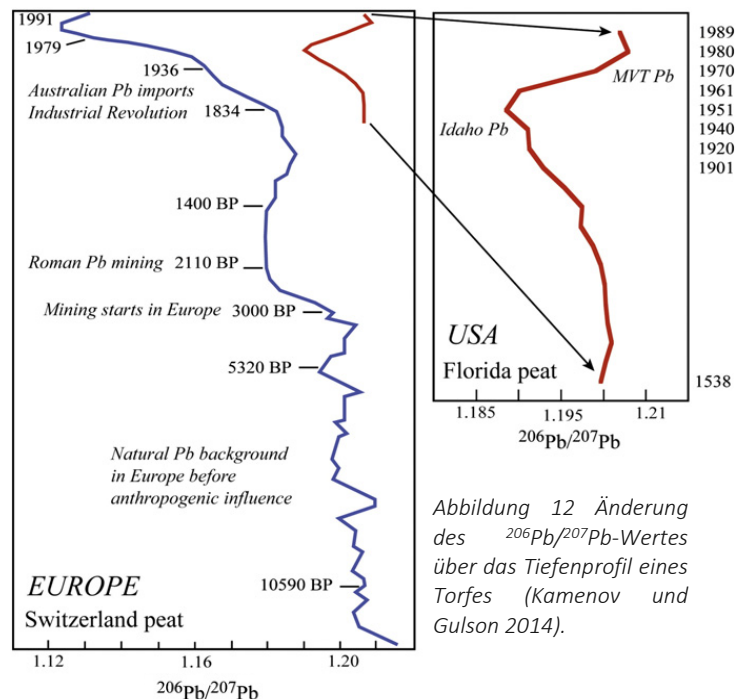 1991
1979
1936
Australian Pb imports
Industrial Revolution
1834
1400 BP
Roman Pb mining
2110 BP
Mining starts in Europe
3000 BP
5320 BP
Natural Pb background
in Europe before
anthropogenic influence
10590 BP
EUROPE
Switzerland peat
1.12
1.16
1.20
206Pb/207Pb
1989
1980
1970
1961
1951
1940
1920
1901
1538
MVT Pb
Idaho Pb
USA
Florida peat
1.185
1.195
1.21
206Pb/207Pb
Abbildung 12 Änderung
des 206Pb/207Pb-Wertes
über das Tiefenprofil eines
Torfes (Kamenov und
Gulson 2014).